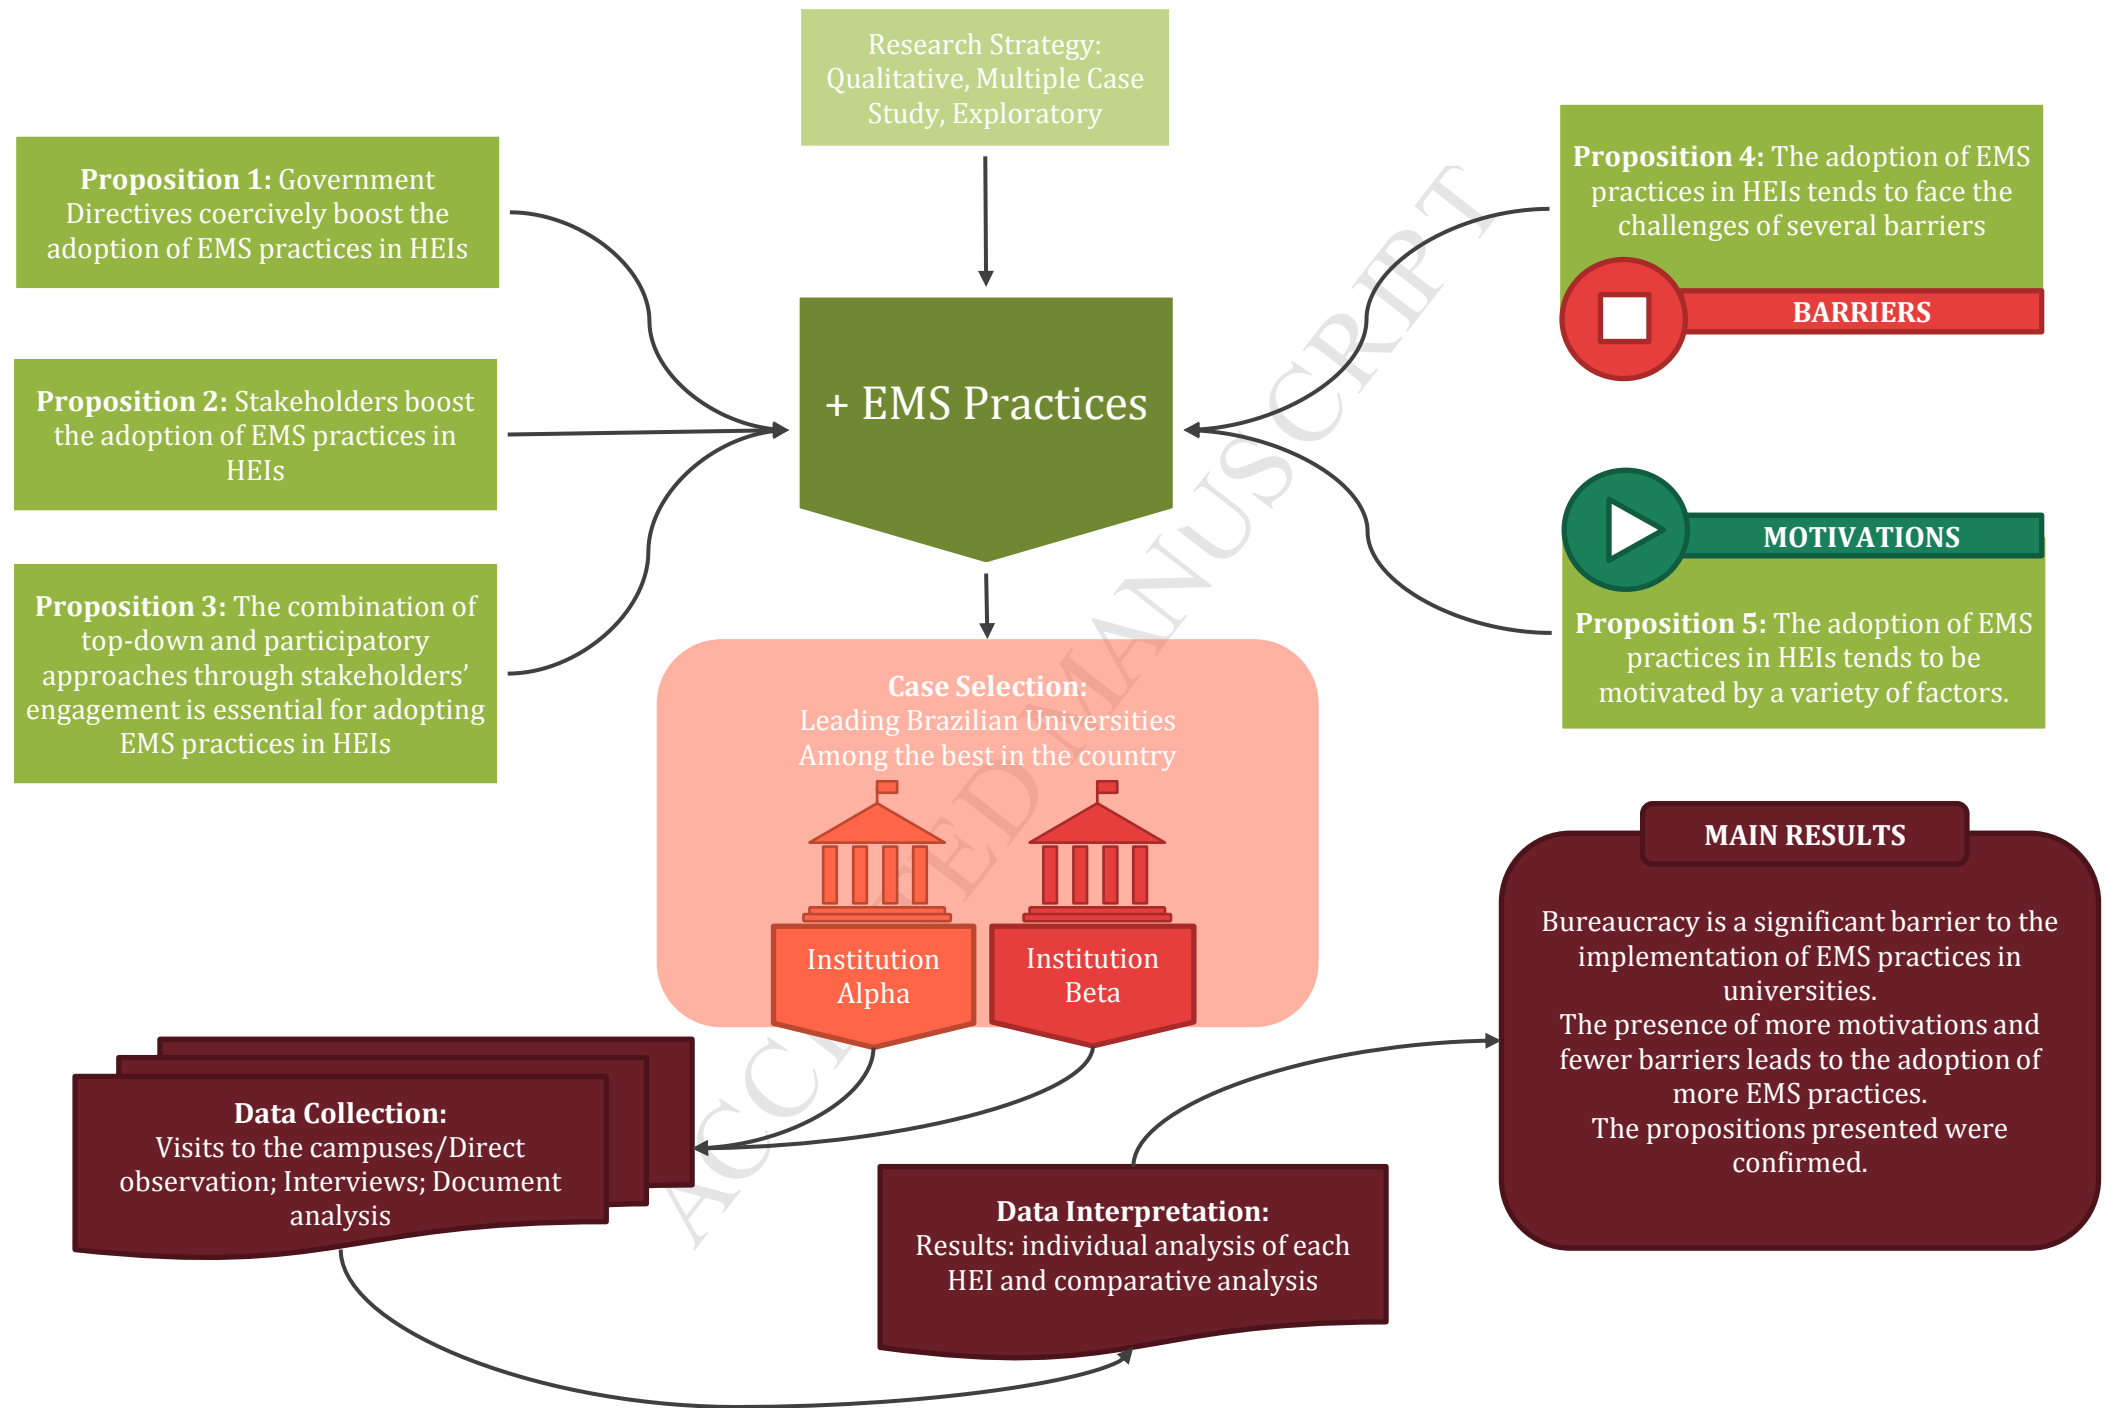 Research Strategy:
Qualitative, Multiple Case
Study, Exploratory
Proposition 1: Government
Directives coercively boost the
adoption of EMS practices in HEIs
Proposition 2: Stakeholders boost
the adoption of EMS practices in
HEIs
Proposition 3: The combination of
top-down and participatory
approaches through stakeholders’
engagement is essential for adopting
EMS practices in HEIs
+ EMS Practices
Proposition 4: The adoption of EMS
practices in HEIs tends to face the
challenges of several barriers
BARRIERS
MOTIVATIONS
Proposition 5: The adoption of EMS
practices in HEIs tends to be
motivated by a variety of factors.
Case Selection:
Leading Brazilian Universities
Among the best in the country
Institution
Alpha
Institution
Beta
Data Collection:
Visits to the campuses/Direct
observation; Interviews; Document
analysis
Data Interpretation:
Results: individual analysis of each
HEI and comparative analysis
MAIN RESULTS
Bureaucracy is a significant barrier to the
implementation of EMS practices in
universities.
The presence of more motivations and
fewer barriers leads to the adoption of
more EMS practices.
The propositions presented were
confirmed.
ACCEPTED MANUSCRIPT